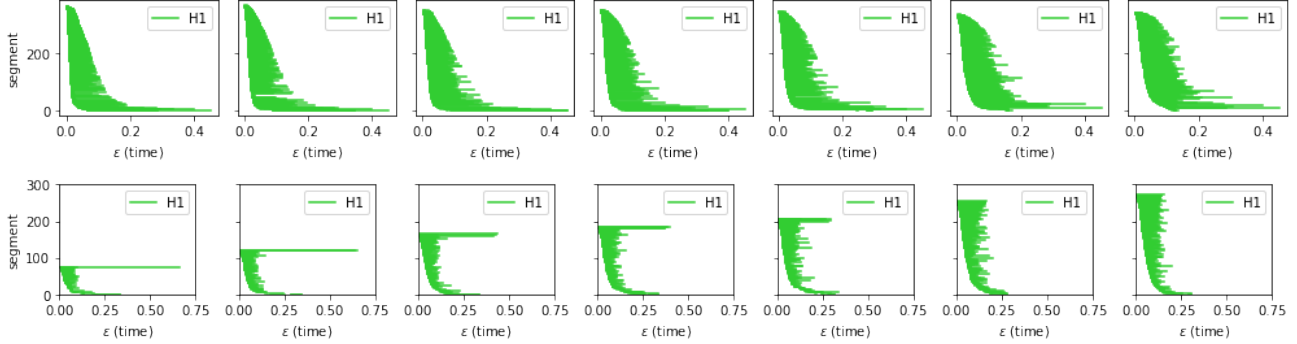 H1 H1 H1 H1 H1 H1 H1
segment
200
0
0.0 0.2 0.4 0.0 0.2 0.4 0.0 0.2 0.4 0.0 0.2 0.4 0.0 0.2 0.4 0.0 0.2 0.4 0.0 0.2 0.4
ε (time) ε (time) ε (time) ε (time) ε (time) ε (time) ε (time)
300
H1 H1 H1 H1 H1 H1 H1
200
segment
100
0
0.00 0.25 0.50 0.75 0.00 0.25 0.50 0.75 0.00 0.25 0.50 0.75 0.00 0.25 0.50 0.75 0.00 0.25 0.50 0.75 0.00 0.25 0.50 0.75 0.00 0.25 0.50 0.75
ε (time) ε (time) ε (time) ε (time) ε (time) ε (time) ε (time)